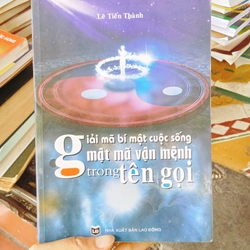 Lê Tiến Thành
giải mã bí mật cuộc sống
mật mã vận mệnh
trong tên gọi
NHÀ XUẤT BẢN LAO ĐỘNG